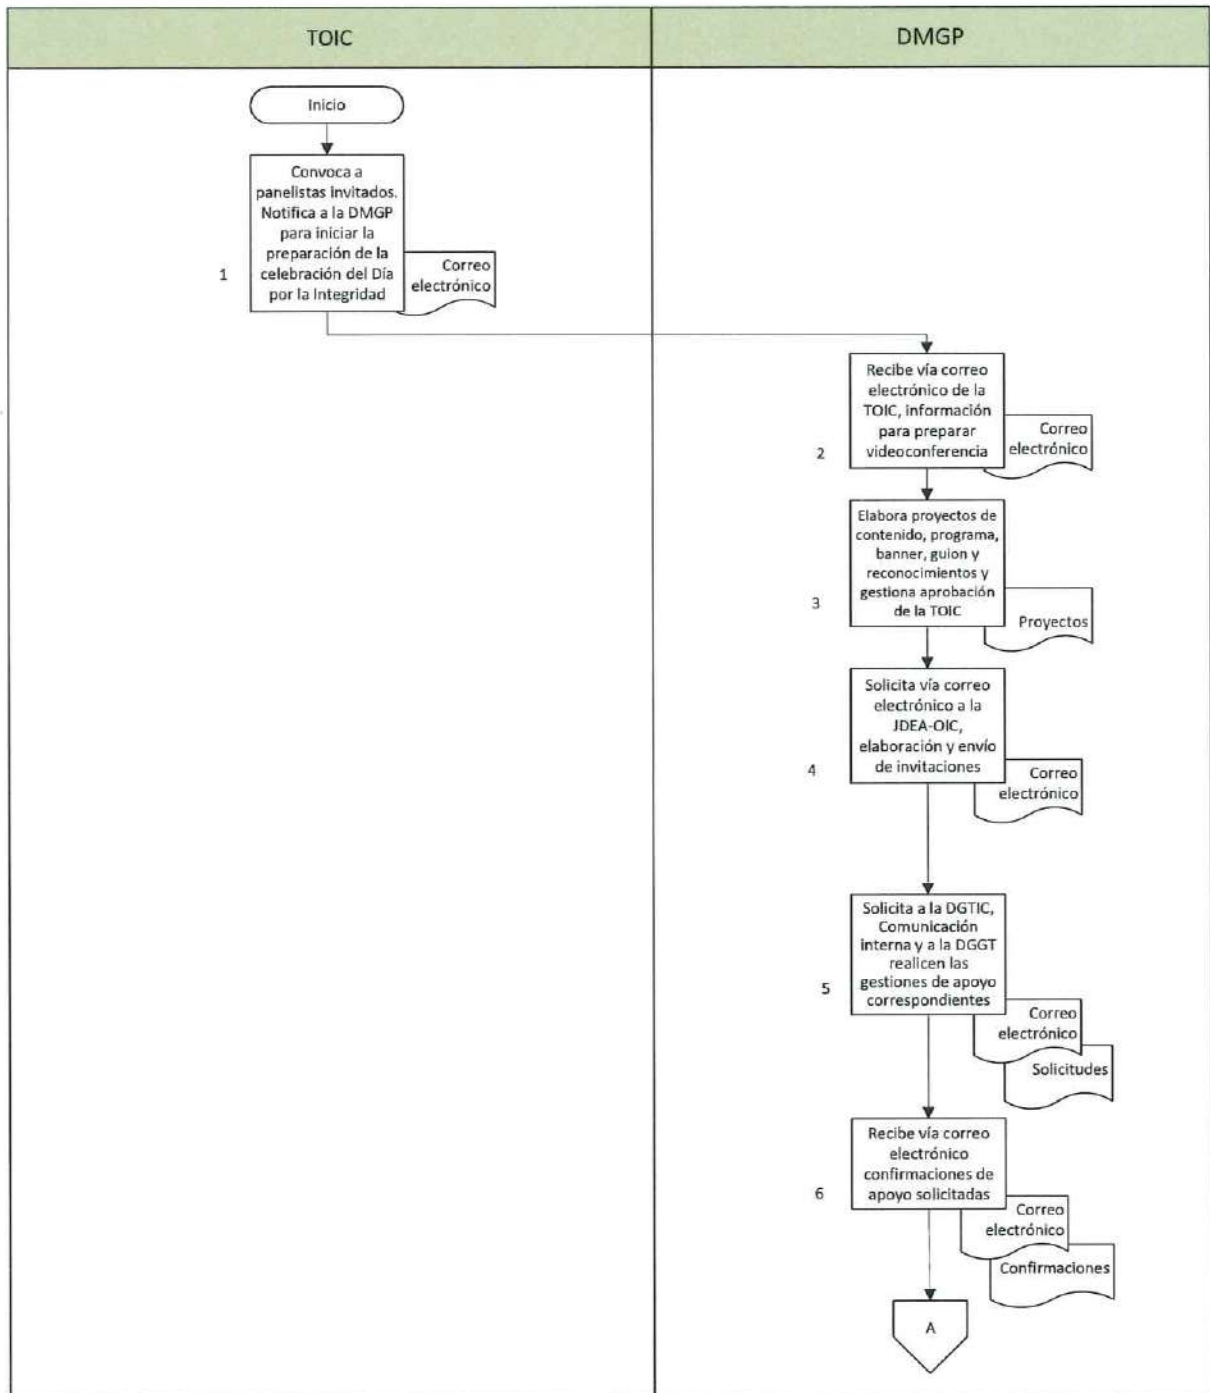 TOIC
DMGP
Inicio
Convoca a
panelistas invitados.
Notifica a la DMGP
para iniciar la
preparación de la
celebración del Día
por la Integridad
1
Correo
electrónico
Recibe vía correo
electrónico de la
TOIC, información
para preparar
videoconferencia
2
Correo
electrónico
Elabora proyectos de
contenido, programa,
banner, guion y
reconocimientos y
gestiona aprobación
de la TOIC
3
Proyectos
Solicita vía correo
electrónico a la
JDEA-OIC,
elaboración y envío
de invitaciones
4
Correo
electrónico
Solicita a la DGTIC,
Comunicación
interna y a la DGGT
realicen las
gestiones de apoyo
correspondientes
5
Correo
electrónico
Solicitudes
Recibe vía correo
electrónico
confirmaciones de
apoyo solicitadas
6
Correo
electrónico
Confirmaciones
A